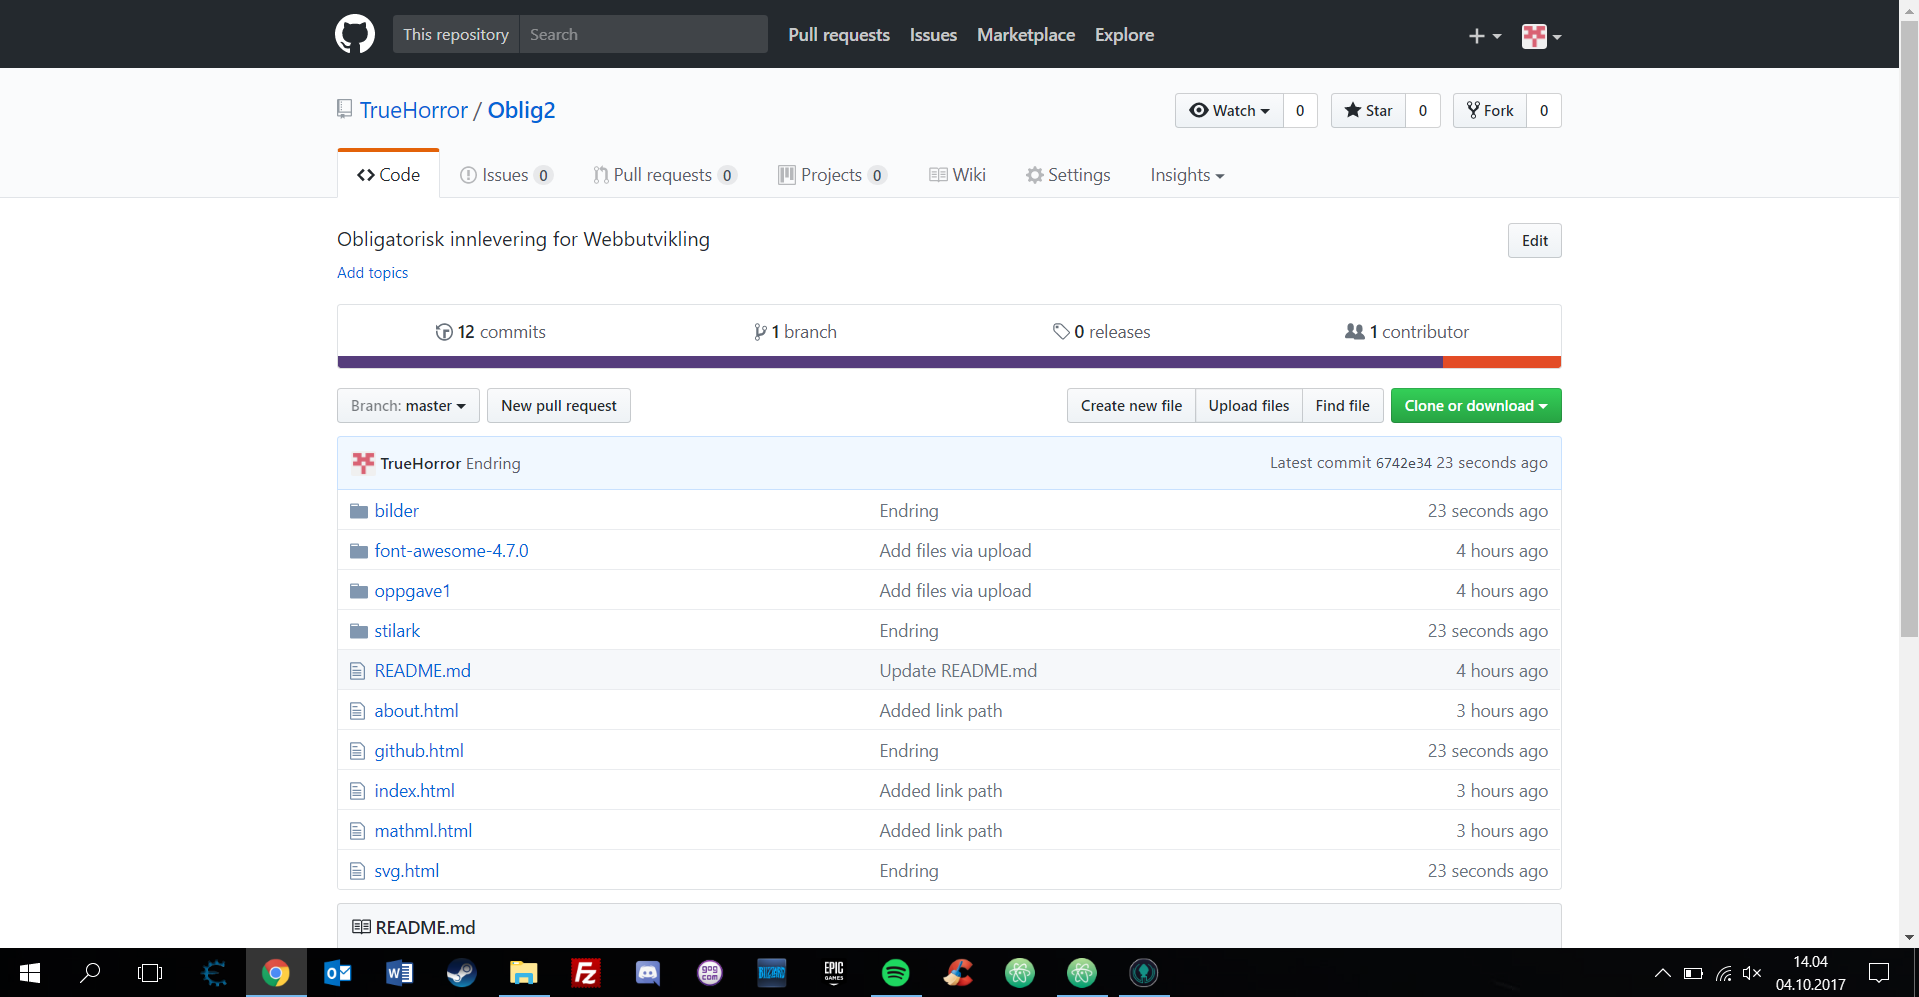 This repository Search Pull requests Issues Marketplace Explore
TrueHorror / Oblig2 Watch 0 Star 0 Fork 0
Code Issues 0 Pull requests 0 Projects 0 Wiki Settings Insights
Obligatorisk innlevering for Webbutvikling Edit
Add topics
12 commits 1 branch 0 releases 1 contributor
Branch: master New pull request Create new file Upload files Find file Clone or download
TrueHorror Endring Latest commit 6742e34 23 seconds ago
bilder Endring 23 seconds ago
font-awesome-4.7.0 Add files via upload 4 hours ago
oppgave1 Add files via upload 4 hours ago
stilark Endring 23 seconds ago
README.md Update README.md 4 hours ago
about.html Added link path 3 hours ago
github.html Endring 23 seconds ago
index.html Added link path 3 hours ago
mathml.html Added link path 3 hours ago
svg.html Endring 23 seconds ago
README.md
gog
com
BLIZZARD
EPIC
GAMES
14.04
04.10.2017